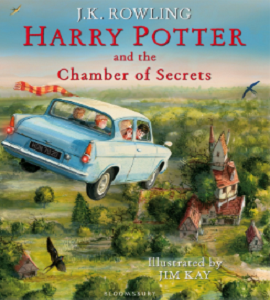 J.K. ROWLING
HARRY POTTER
and the
Chamber of Secrets
Illustrated by
JIM KAY
BLOOMSBURY